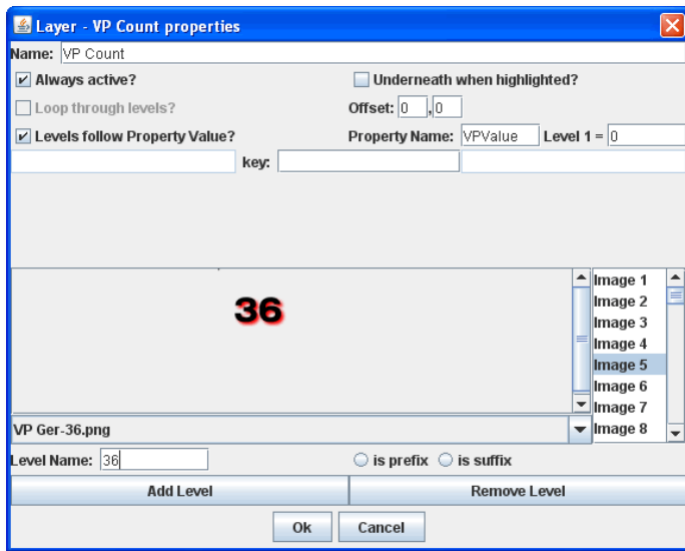 Layer - VP Count properties
Name: VP Count
Always active? Underneath when highlighted?
Loop through levels? Offset: 0 ,0
Levels follow Property Value? Property Name: VPValue Level 1 = 0
key:
36
Image 1
Image 2
Image 3
Image 4
Image 5
Image 6
Image 7
Image 8
VP Ger-36.png
Level Name: 36 is prefix is suffix
Add Level Remove Level
Ok Cancel